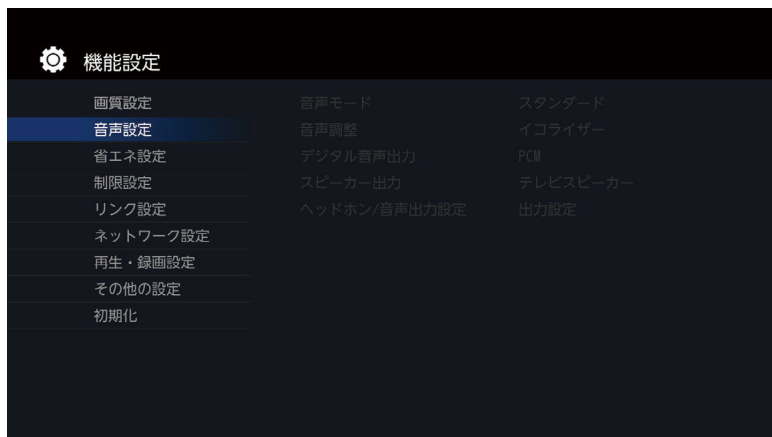 機能設定
画質設定
音声設定
省エネ設定
制限設定
リンク設定
ネットワーク設定
再生・録画設定
その他の設定
初期化
音声モード スタンダード
音声調整 イコライザー
デジタル音声出力 PCM
スピーカー出力 テレビスピーカー
ヘッドホン/音声出力設定 出力設定